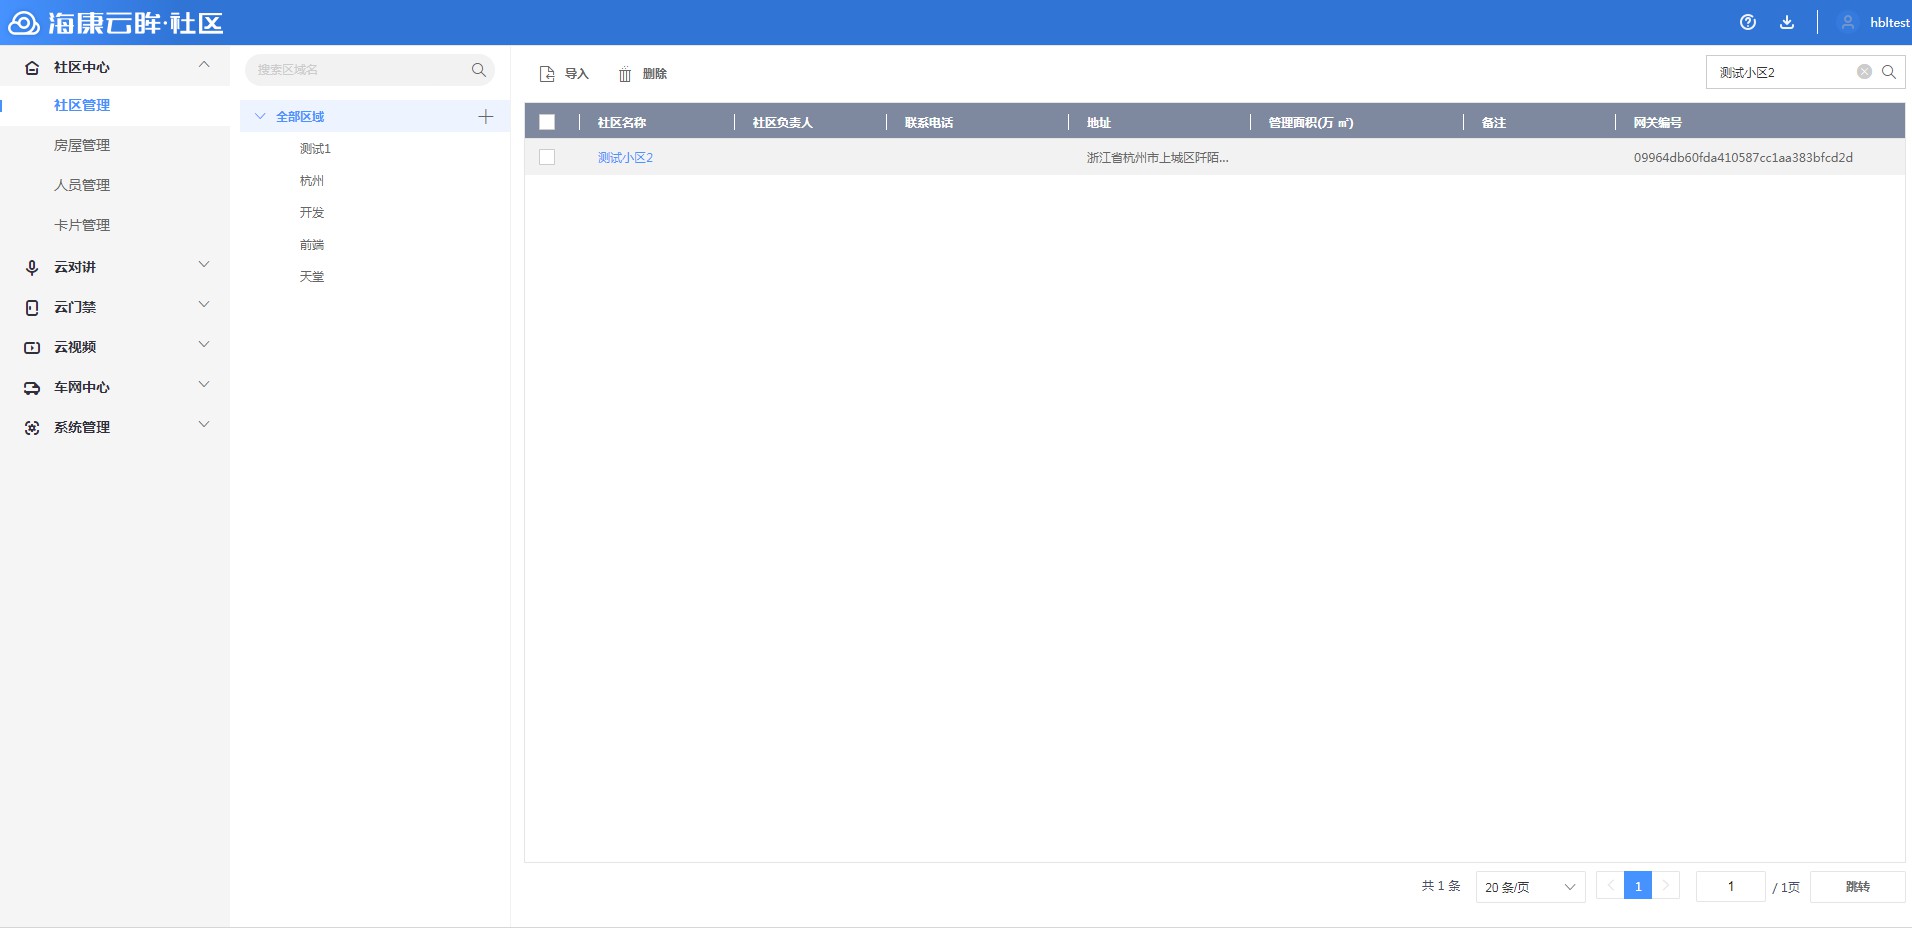 海康云眸·社区
hbltest
社区中心
社区管理
房屋管理
人员管理
卡片管理
云对讲
云门禁
云视频
车网中心
系统管理
搜索区域名
全部区域
测试1
杭州
开发
前端
天堂
导入 删除
测试小区2
社区名称 社区负责人 联系电话 地址 管理面积(万 ㎡) 备注 网关编号
测试小区2 浙江省杭州市上城区阡陌... 09964db60fda410587cc1aa383bfcd2d
共 1 条 20 条/页 1 1 / 1页 跳转